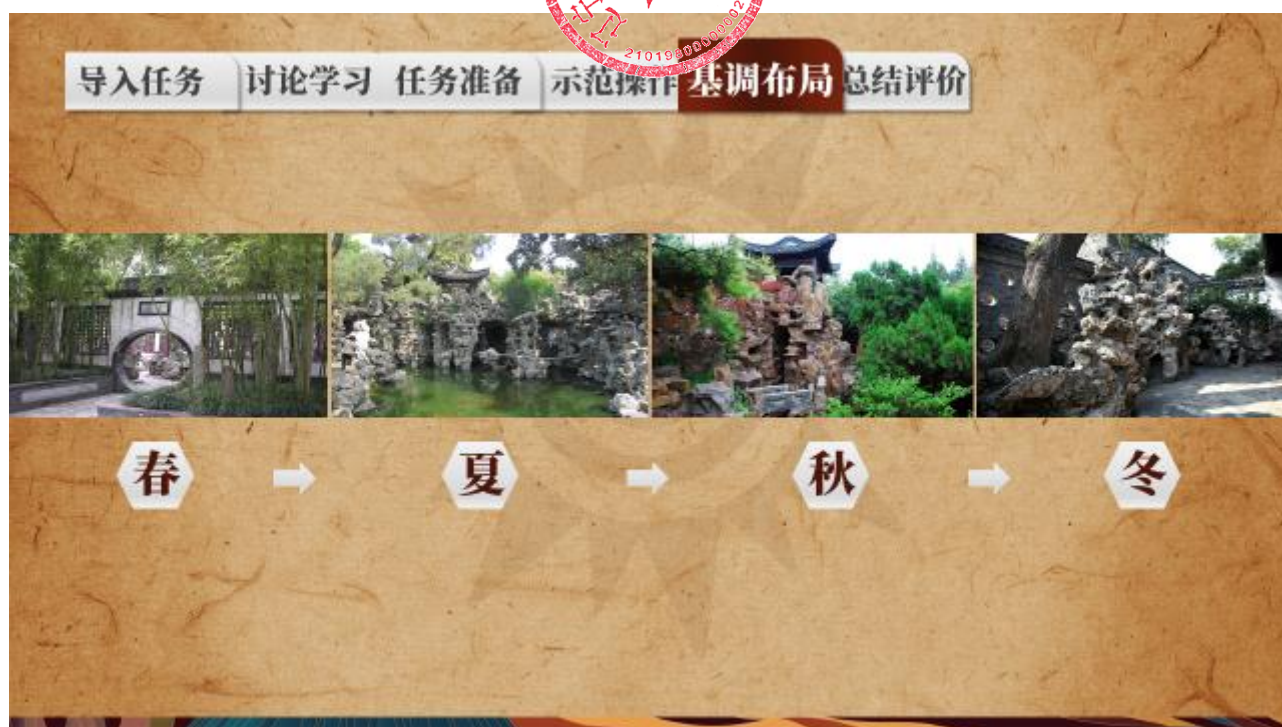 21019800000002
导入任务 讨论学习 任务准备 示范操作 基调布局 总结评价
春 夏 秋 冬